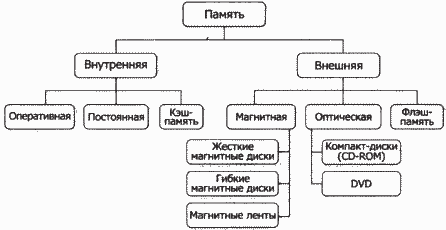 Память
Внутренняя
Внешняя
Оперативная
Постоянная
Кэш-
память
Магнитная
Оптическая
Флэш-
память
Жесткие
магнитные диски
Компакт-диски
(CD-ROM)
Гибкие
магнитные диски
DVD
Магнитные ленты